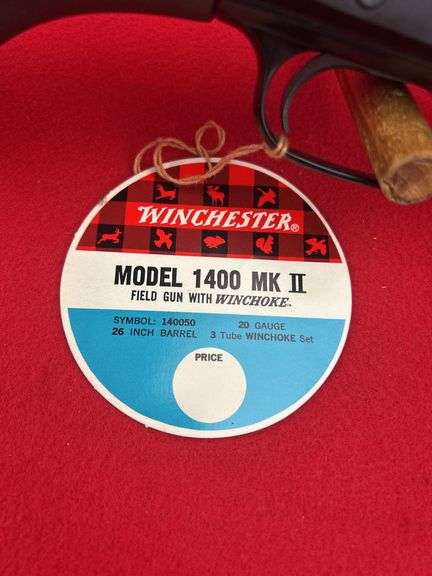 WINCHESTER®
MODEL 1400 MK II
FIELD GUN WITH WINCHOKE™
SYMBOL: 140050 20 GAUGE
26 INCH BARREL 3 Tube WINCHOKE Set
PRICE